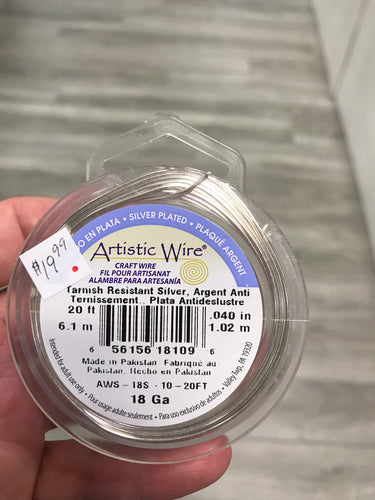 O EN PLATA • SILVER PLATED • PLAQUÉ ARGENT
Artistic Wire®
CRAFT WIRE
FIL POUR ARTISANAT
ALAMBRE PARA ARTESANÍA
$19.99
Tarnish Resistant Silver, Argent Anti
Ternissement., Plata Antideslustre
20 ft .040 in
6.1 m 1.02 m
6 56156 18109 6
Made in Pakistan. Fabriqué au
Pakistan. Hecho en Pakistan
AWS - 18S - 10 - 20FT
18 Ga
adult use only. • Pour usage adulte seulement. • Para uso exclusivo de adultos. • Valley Twp., PA 19320